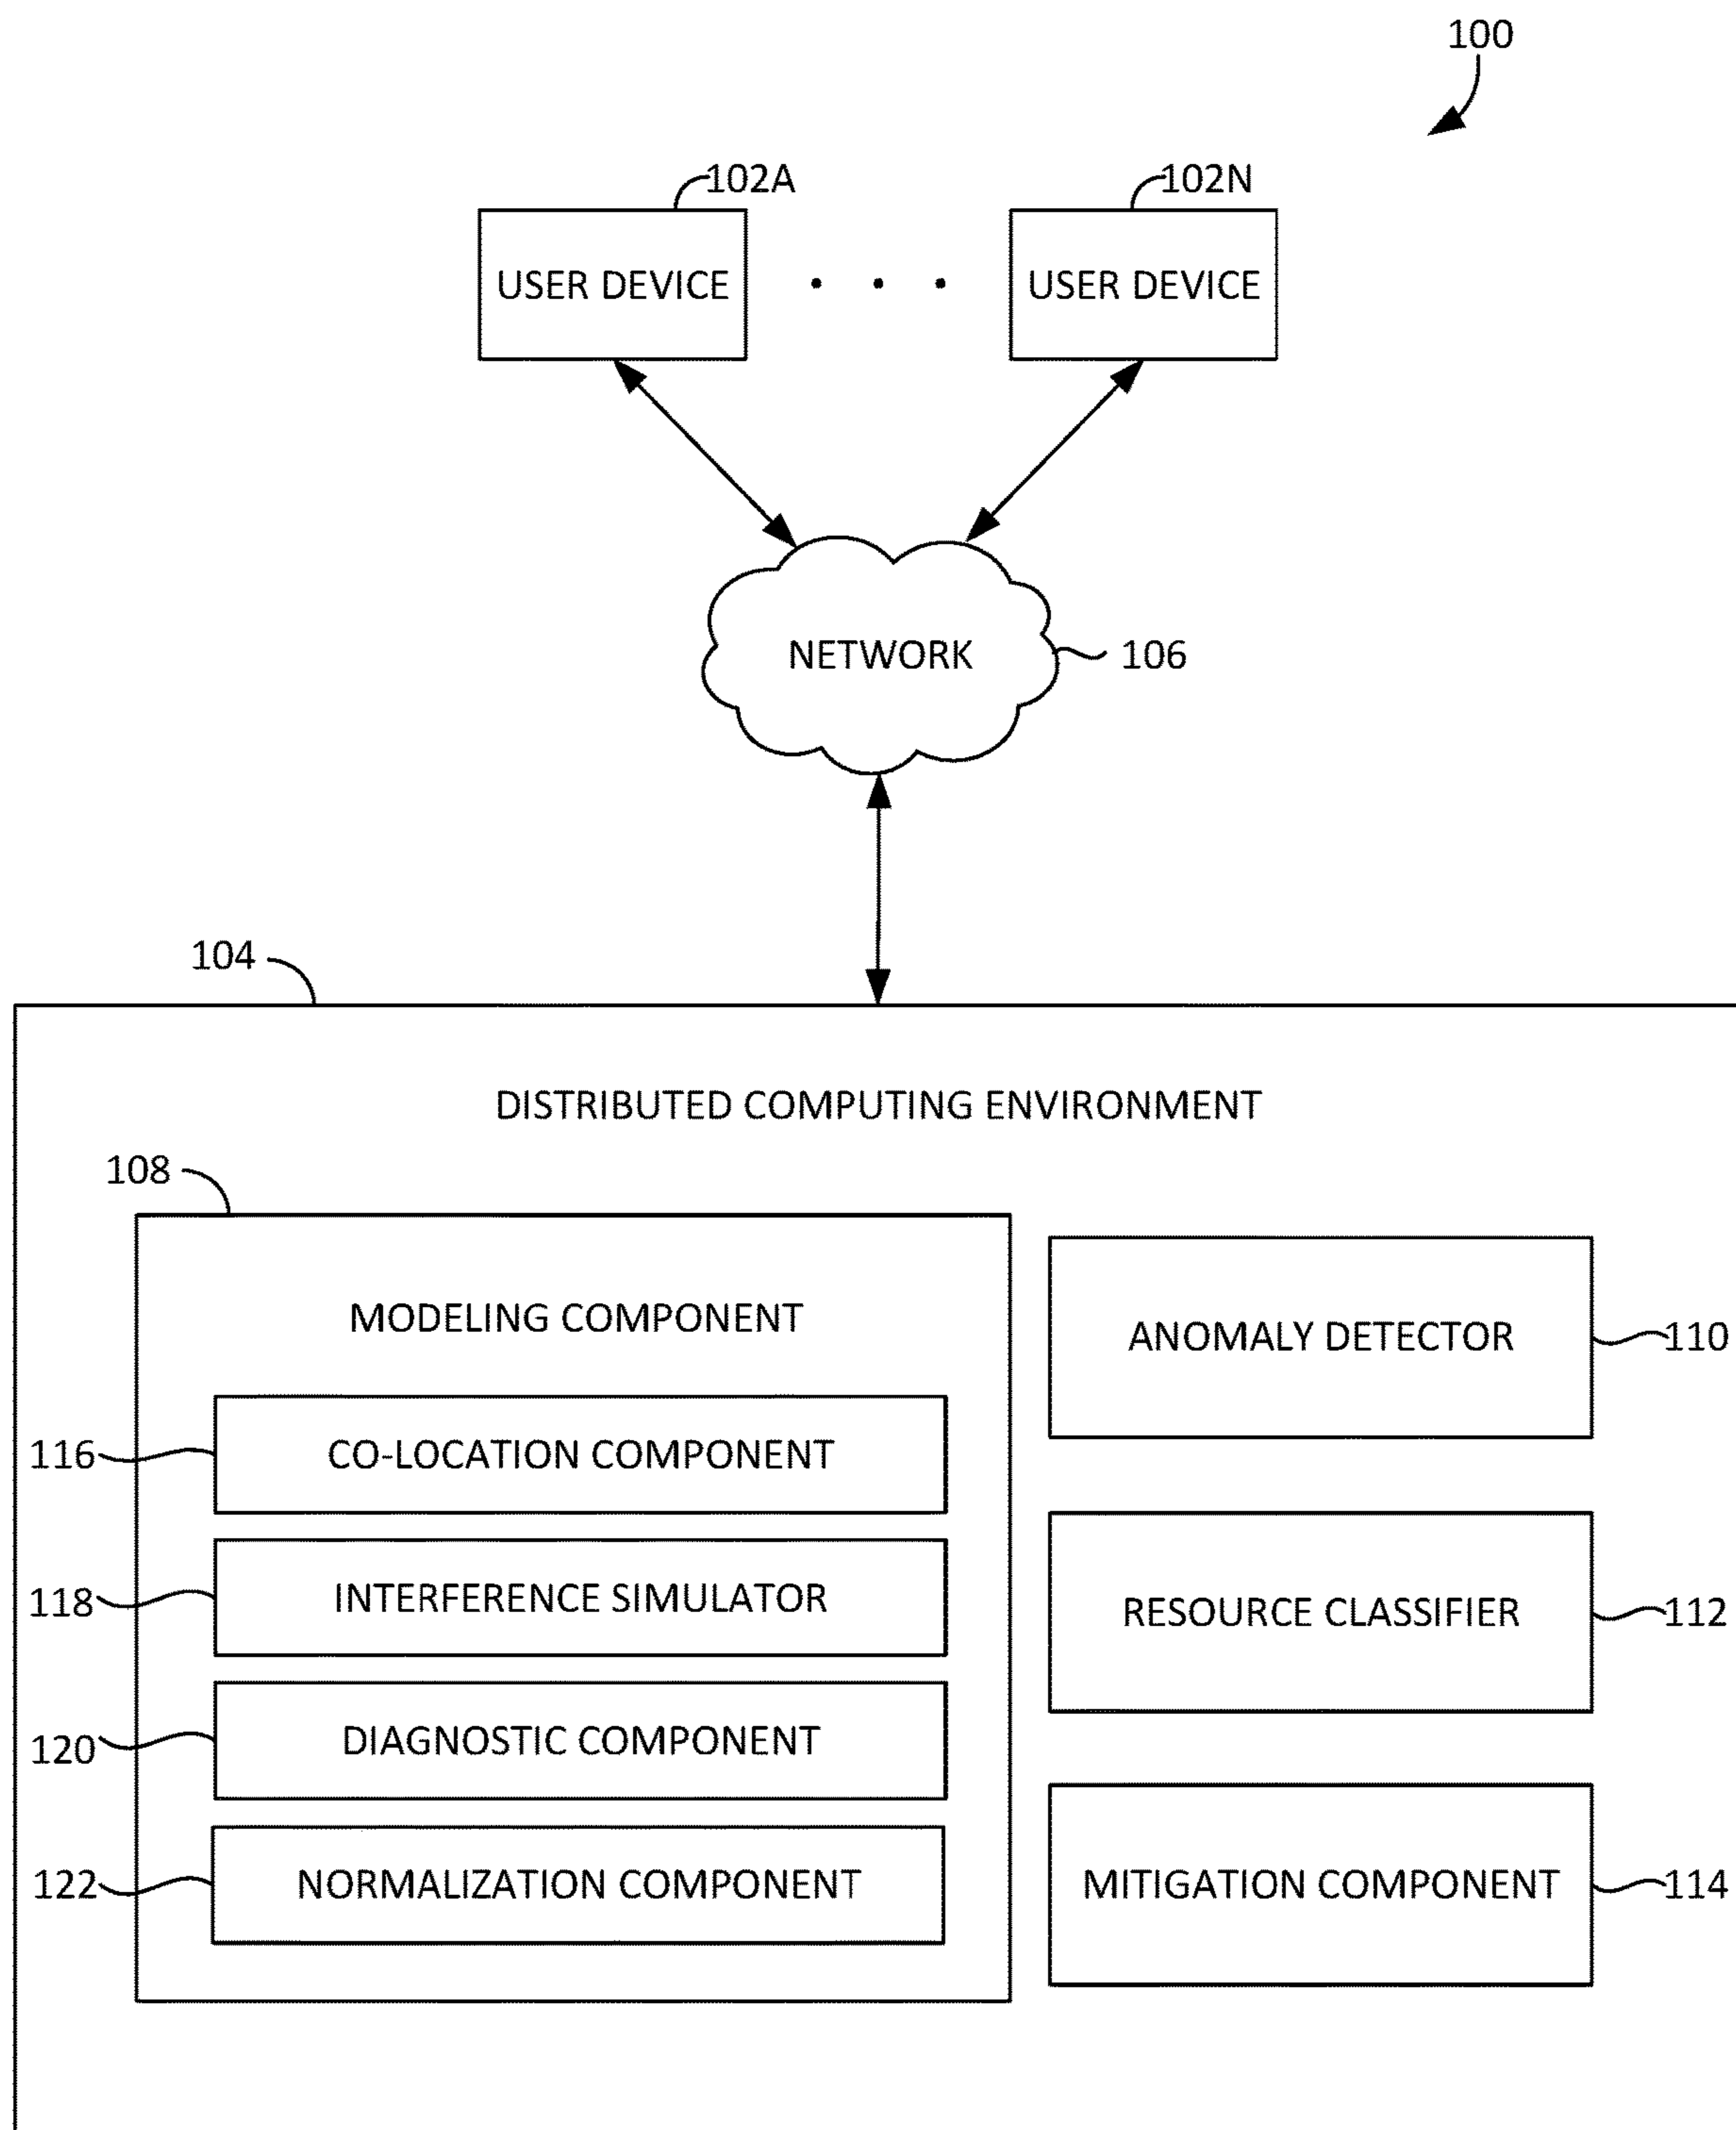 100
102A
102N
USER DEVICE
USER DEVICE
NETWORK
106
104
DISTRIBUTED COMPUTING ENVIRONMENT
108
MODELING COMPONENT
ANOMALY DETECTOR
110
116
CO-LOCATION COMPONENT
118
INTERFERENCE SIMULATOR
RESOURCE CLASSIFIER
112
120
DIAGNOSTIC COMPONENT
122
NORMALIZATION COMPONENT
MITIGATION COMPONENT
114